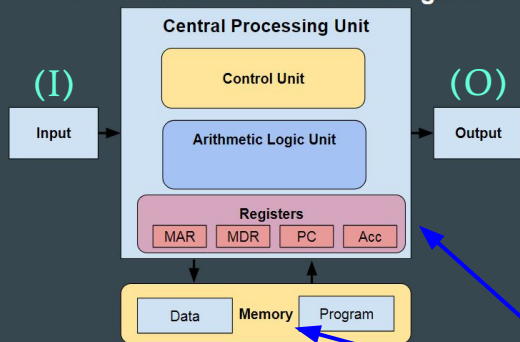 Central Processing Unit
Control Unit
(I)
(O)
Input
Arithmetic Logic Unit
Output
Registers
MAR MDR PC Acc
Data Memory Program